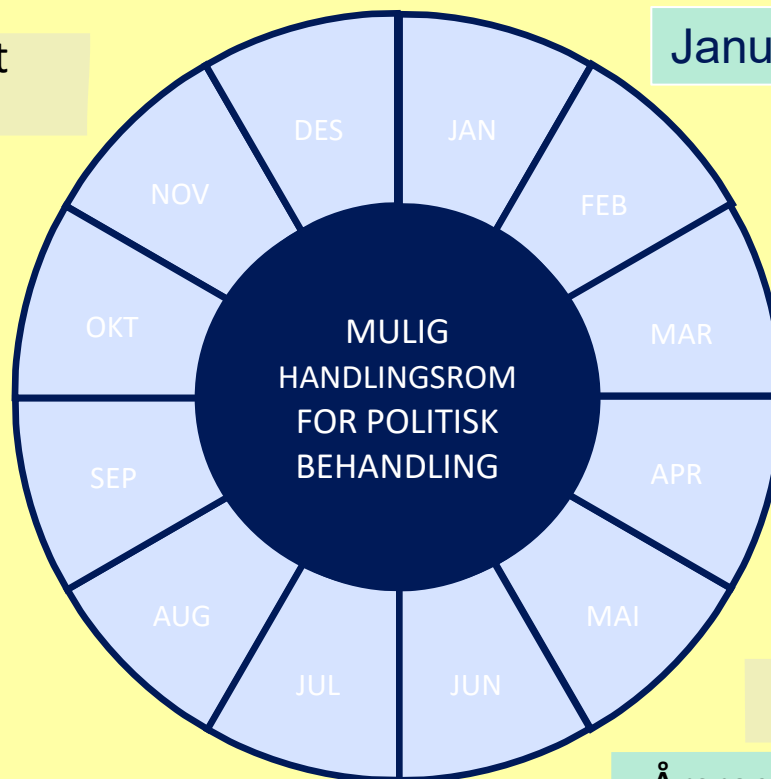 t
Janu
DES
JAN
NOV
FEB
OKT
MAR
MULIG
HANDLINGSROM
FOR POLITISK
BEHANDLING
SEP
APR
AUG
MAI
JUL
JUN